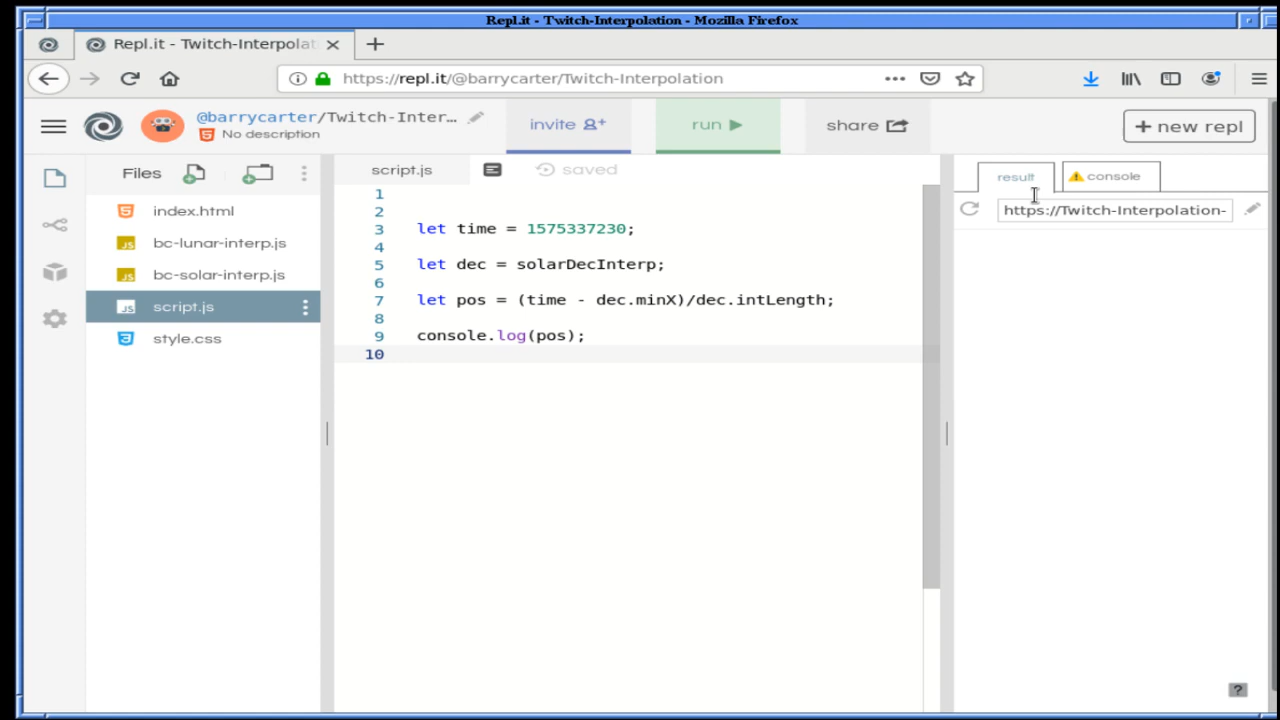 Repl.it - Twitch-Interpolation - Mozilla Firefox
Repl.it - Twitch-Interpolat
https://repl.it/@barrycarter/Twitch-Interpolation
@barrycarter/Twitch-Inter...
No description
invite
run
share
+ new repl
Files
script.js
saved
result
console
https://Twitch-Interpolation-
index.html
JS bc-lunar-interp.js
JS bc-solar-interp.js
JS script.js
style.css
1
2
3 let time = 1575337230;
4
5 let dec = solarDecInterp;
6
7 let pos = (time - dec.minX)/dec.intLength;
8
9 console.log(pos);
10
?